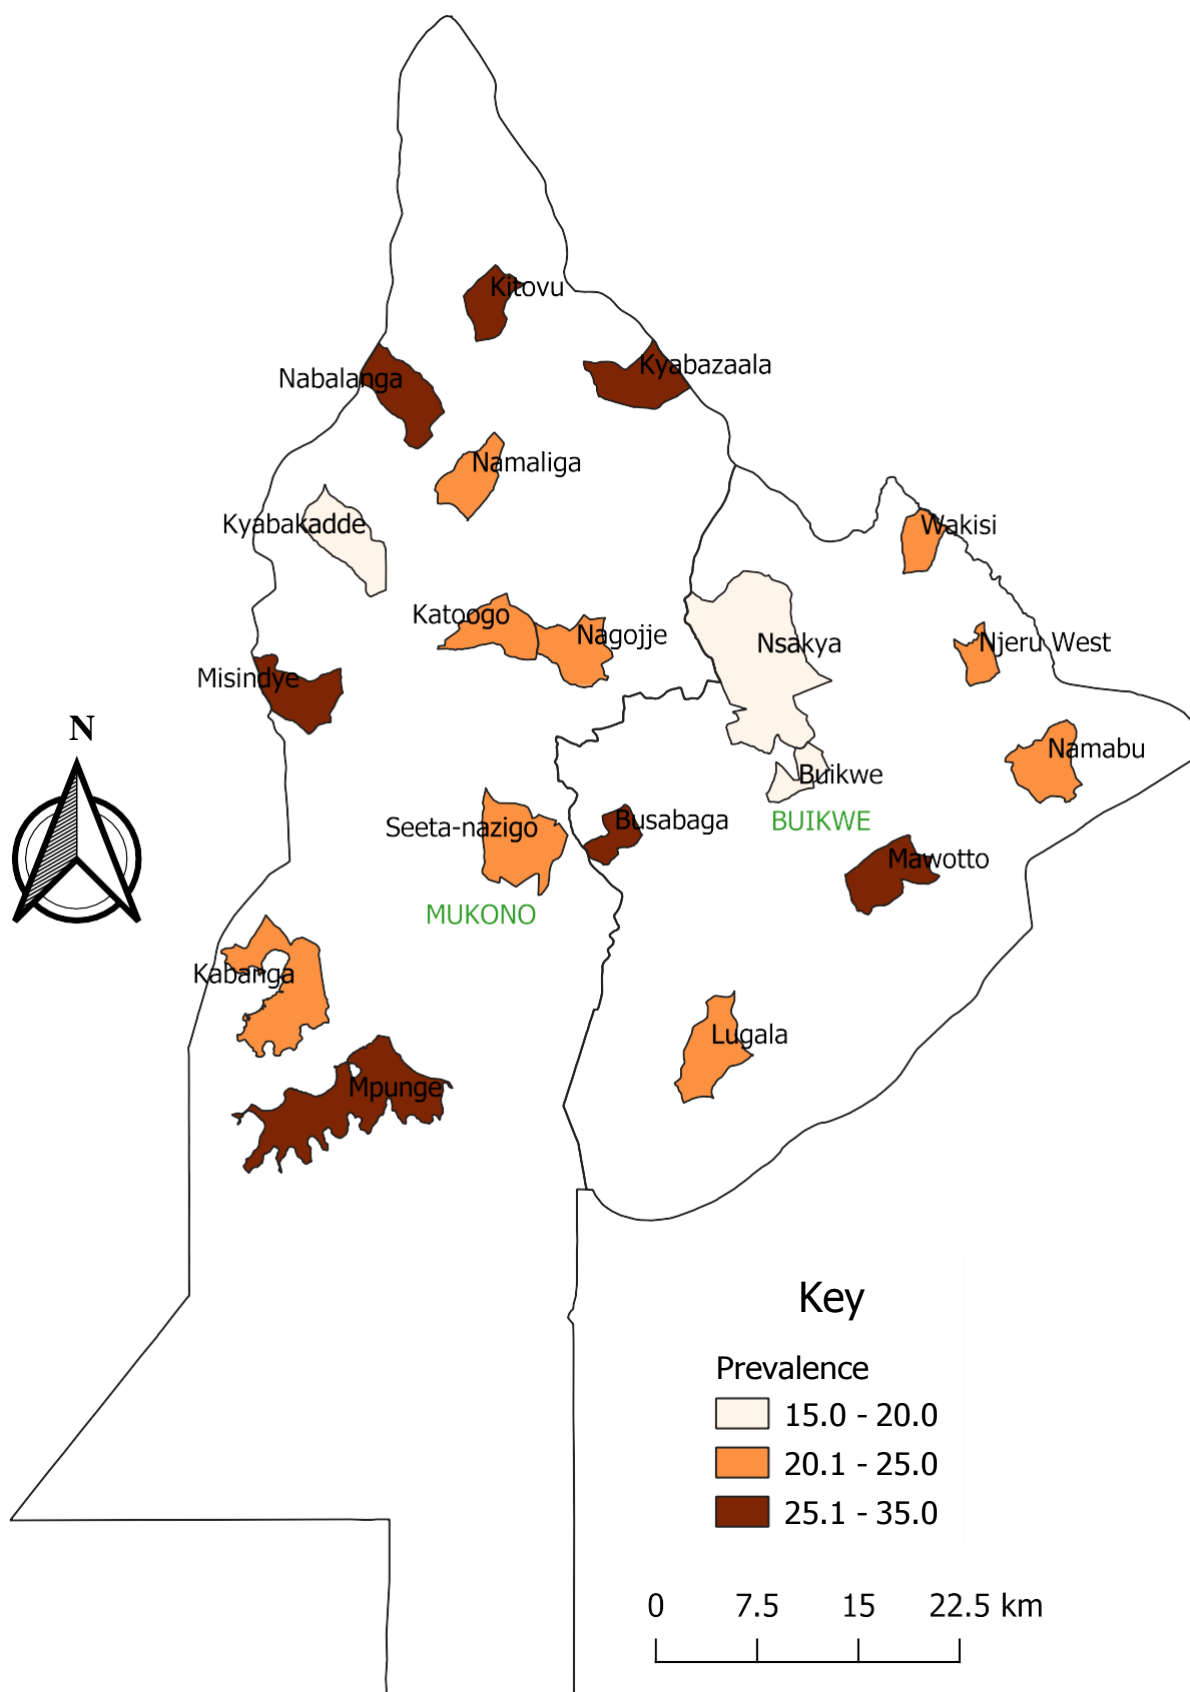 Kitovu
Kyabazaala
Nabalanga
Namaliga
Kyabakadde
Wakisi
Katoogo
Nagojje
Nsakya
Njeru West
Misindye
N
Namabu
Buikwe
Seeta-nazigo
Busabaga
BUIKWE
Mawotto
MUKONO
Kabanga
Lugala
Mpunge
Key
Prevalence
15.0 - 20.0
20.1 - 25.0
25.1 - 35.0
0 7.5 15 22.5 km